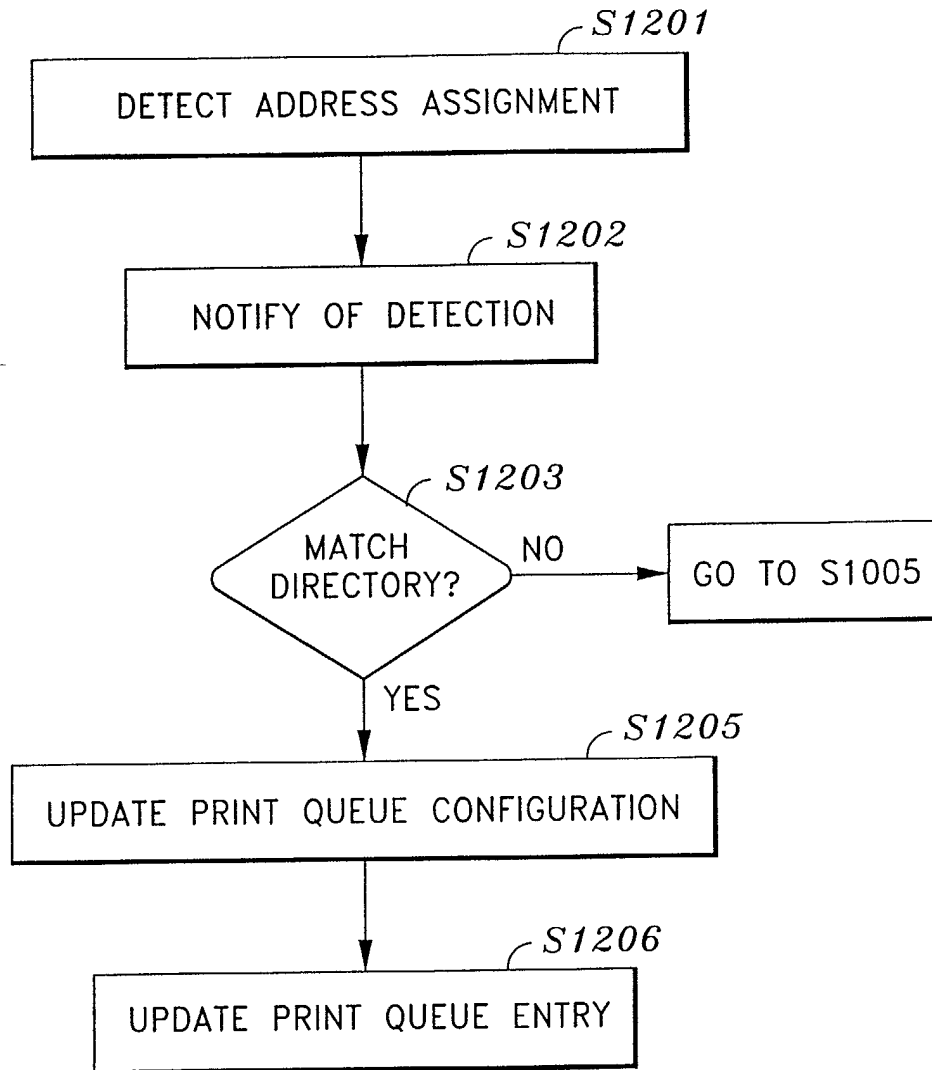 S1201
DETECT ADDRESS ASSIGNMENT
S1202
NOTIFY OF DETECTION
S1203
MATCH
DIRECTORY?
NO
GO TO S1005
YES
S1205
UPDATE PRINT QUEUE CONFIGURATION
S1206
UPDATE PRINT QUEUE ENTRY